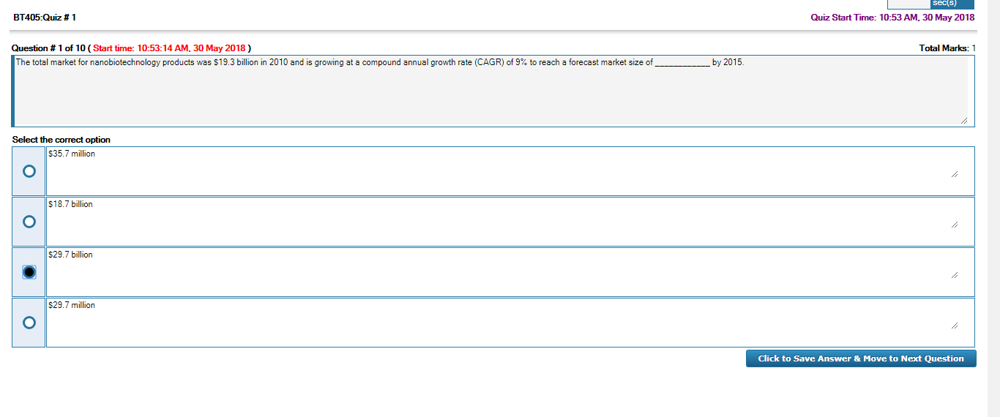 sec(s)
BT405:Quiz # 1
Quiz Start Time: 10:53 AM, 30 May 2018
Question # 1 of 10 ( Start time: 10:53:14 AM, 30 May 2018 )
Total Marks: 1
The total market for nanobiotechnology products was $19.3 billion in 2010 and is growing at a compound annual growth rate (CAGR) of 9% to reach a forecast market size of ____________ by 2015.
Select the correct option
$35.7 million
$18.7 billion
$29.7 billion
$29.7 million
Click to Save Answer & Move to Next Question